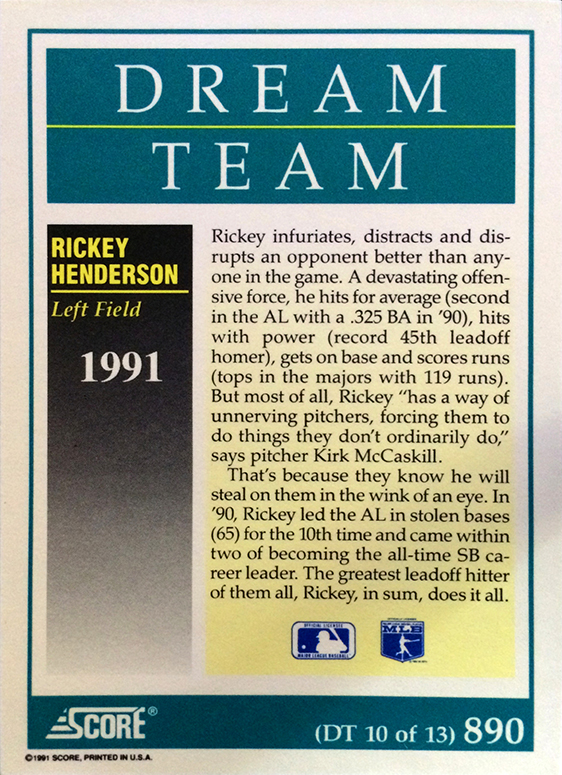 DREAM
TEAM
RICKEY
HENDERSON
Left Field
1991
Rickey infuriates, distracts and dis-
rupts an opponent better than any-
one in the game. A devastating offen-
sive force, he hits for average (second
in the AL with a .325 BA in ’90), hits
with power (record 45th leadoff
homer), gets on base and scores runs
(tops in the majors with 119 runs).
But most of all, Rickey “has a way of
unnerving pitchers, forcing them to
do things they don’t ordinarily do,”
says pitcher Kirk McCaskill.
That’s because they know he will
steal on them in the wink of an eye. In
’90, Rickey led the AL in stolen bases
(65) for the 10th time and came within
two of becoming the all-time SB ca-
reer leader. The greatest leadoff hitter
of them all, Rickey, in sum, does it all.
OFFICIAL LICENSEE
MAJOR LEAGUE BASEBALL
MLB
SCORE®
(DT 10 of 13) 890
©1991 SCORE, PRINTED IN U.S.A.